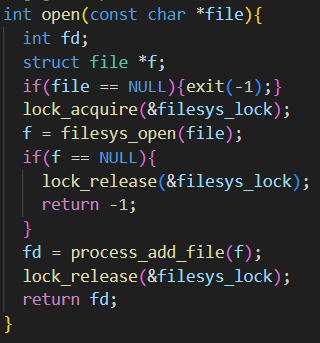 int open(const char *file){
  int fd;
  struct file *f;
  if(file == NULL){exit(-1);}
  lock_acquire(&filesys_lock);
  f = filesys_open(file);
  if(f == NULL){
    lock_release(&filesys_lock);
    return -1;
  }
  fd = process_add_file(f);
  lock_release(&filesys_lock);
  return fd;
}